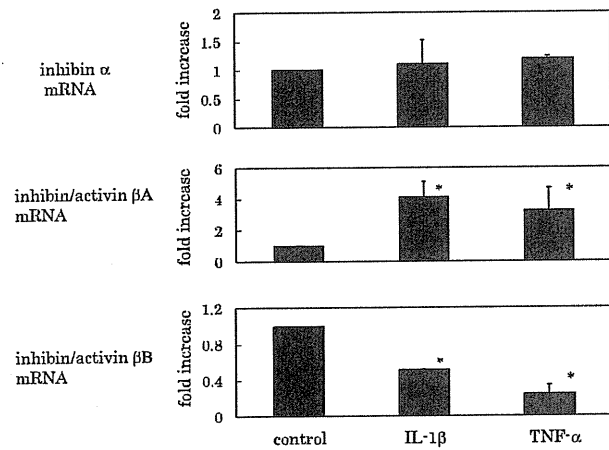 inhibin α
mRNA
fold increase
2
1.5
1
0.5
0
inhibin/activin βA
mRNA
fold increase
6
4
2
0
*
*
inhibin/activin βB
mRNA
fold increase
1.2
0.8
0.4
0
*
*
control
IL-1β
TNF-α